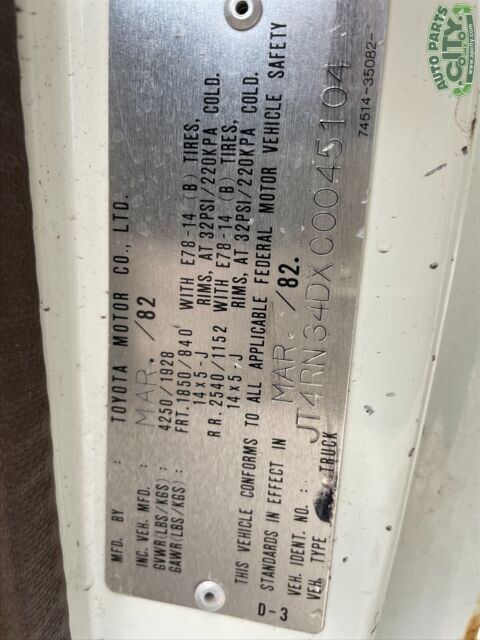 MFD. BY : TOYOTA MOTOR CO., LTD.
INC. VEH. MFD. : MAR. /82
GVWR(LBS/KGS) : 4250/1928
GAWR(LBS/KGS) : FRT. 1850/840 WITH E78-14 (B) TIRES,
14x5-J RIMS, AT 32PSI/220KPA COLD.
RR. 2540/1152 WITH E78-14 (B) TIRES,
14x5-J RIMS, AT 32PSI/220KPA COLD.
THIS VEHICLE CONFORMS TO ALL APPLICABLE FEDERAL MOTOR VEHICLE SAFETY
STANDARDS IN EFFECT IN MAR. /82.
VEH. IDENT. NO. : JT4RN34DXC0045104
VEH. TYPE : TRUCK
D-3
74514-35082-
AUTO PARTS
CITY
www.apcity.com